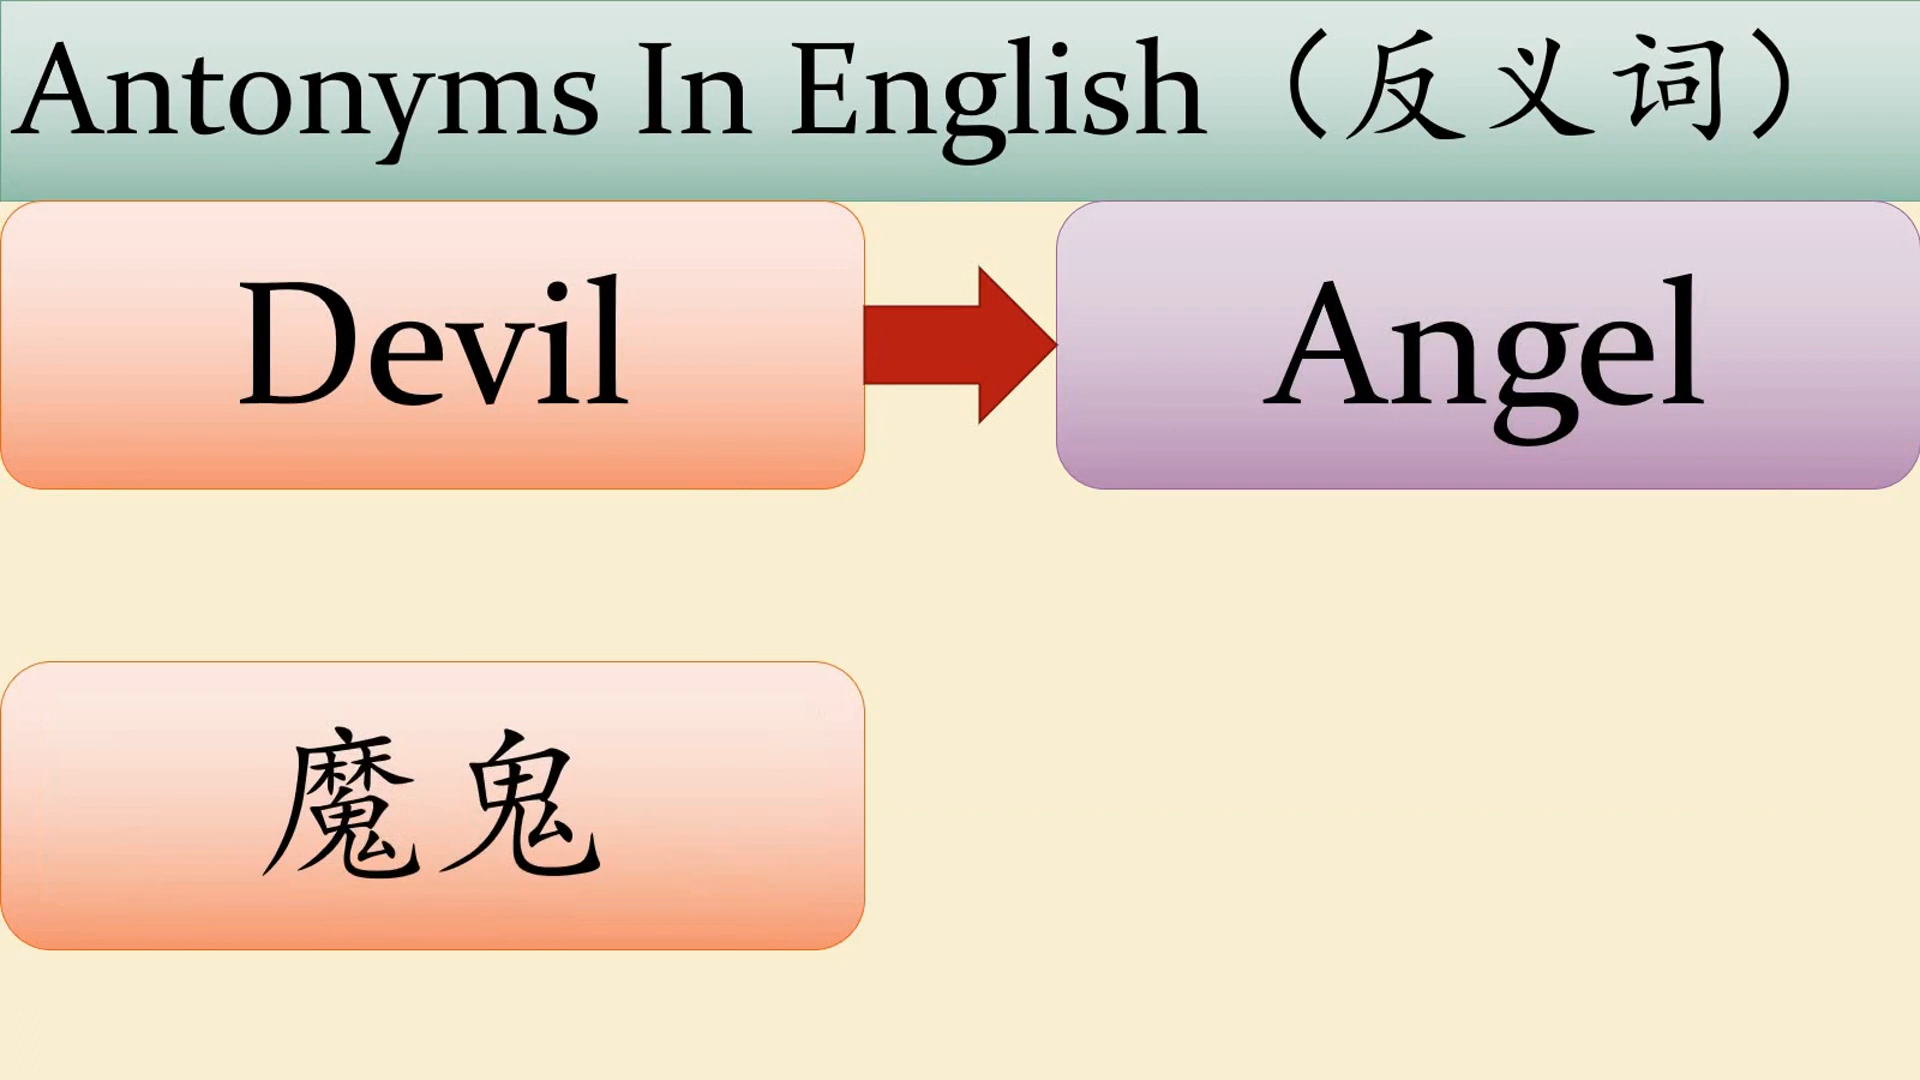 Antonyms In English（反义词）
Devil
Angel
魔鬼